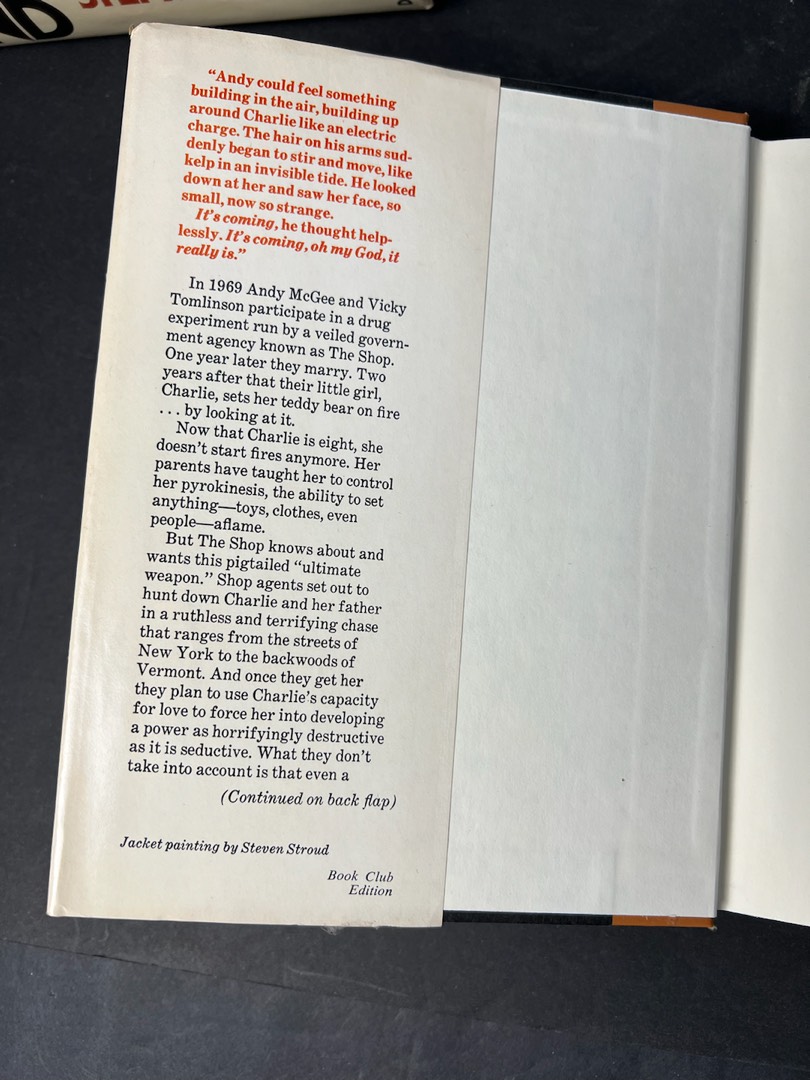 “Andy could feel something
building in the air, building up
around Charlie like an electric
charge. The hair on his arms sud-
denly began to stir and move, like
kelp in an invisible tide. He looked
down at her and saw her face, so
small, now so strange.
It’s coming, he thought help-
lessly. It’s coming, oh my God, it
really is.”
In 1969 Andy McGee and Vicky
Tomlinson participate in a drug
experiment run by a veiled govern-
ment agency known as The Shop.
One year later they marry. Two
years after that their little girl,
Charlie, sets her teddy bear on fire
. . . by looking at it.
Now that Charlie is eight, she
doesn’t start fires anymore. Her
parents have taught her to control
her pyrokinesis, the ability to set
anything—toys, clothes, even
people—aflame.
But The Shop knows about and
wants this pigtailed “ultimate
weapon.” Shop agents set out to
hunt down Charlie and her father
in a ruthless and terrifying chase
that ranges from the streets of
New York to the backwoods of
Vermont. And once they get her
they plan to use Charlie’s capacity
for love to force her into developing
a power as horrifyingly destructive
as it is seductive. What they don’t
take into account is that even a
(Continued on back flap)
Jacket painting by Steven Stroud
Book Club
Edition